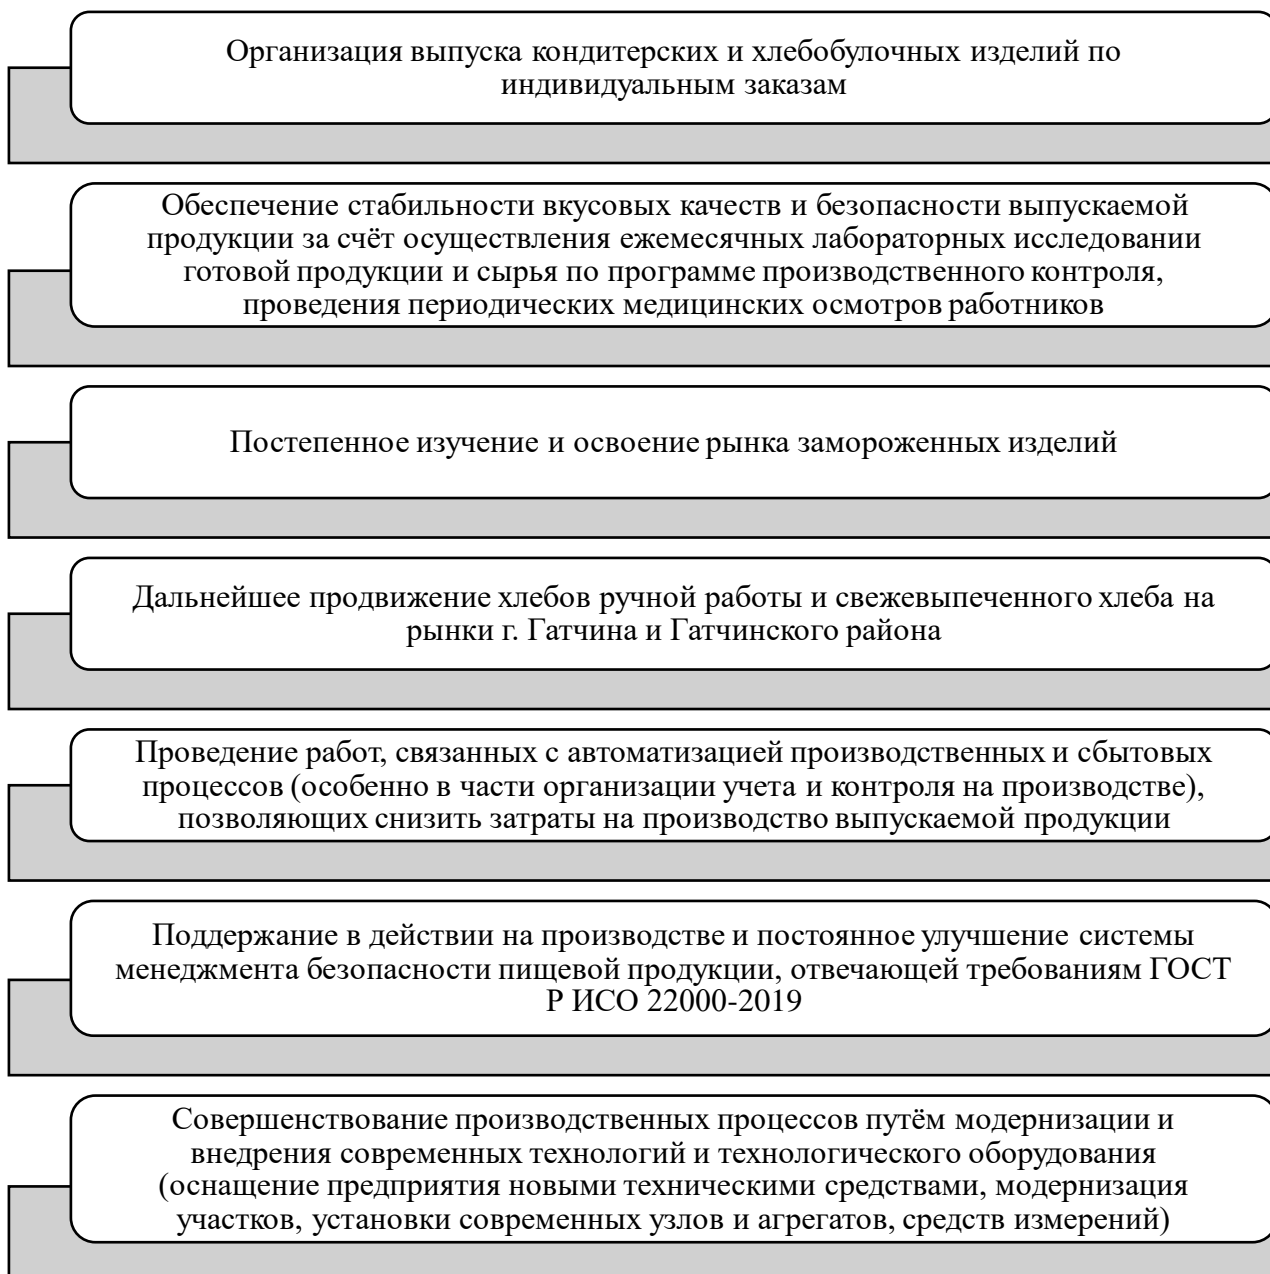 Организация выпуска кондитерских и хлебобулочных изделий по
индивидуальным заказам
Обеспечение стабильности вкусовых качеств и безопасности выпускаемой
продукции за счёт осуществления ежемесячных лабораторных исследовании
готовой продукции и сырья по программе производственного контроля,
проведения периодических медицинских осмотров работников
Постепенное изучение и освоение рынка замороженных изделий
Дальнейшее продвижение хлебов ручной работы и свежевыпеченного хлеба на
рынки г. Гатчина и Гатчинского района
Проведение работ, связанных с автоматизацией производственных и сбытовых
процессов (особенно в части организации учета и контроля на производстве),
позволяющих снизить затраты на производство выпускаемой продукции
Поддержание в действии на производстве и постоянное улучшение системы
менеджмента безопасности пищевой продукции, отвечающей требованиям ГОСТ
Р ИСО 22000-2019
Совершенствование производственных процессов путём модернизации и
внедрения современных технологий и технологического оборудования
(оснащение предприятия новыми техническими средствами, модернизация
участков, установки современных узлов и агрегатов, средств измерений)